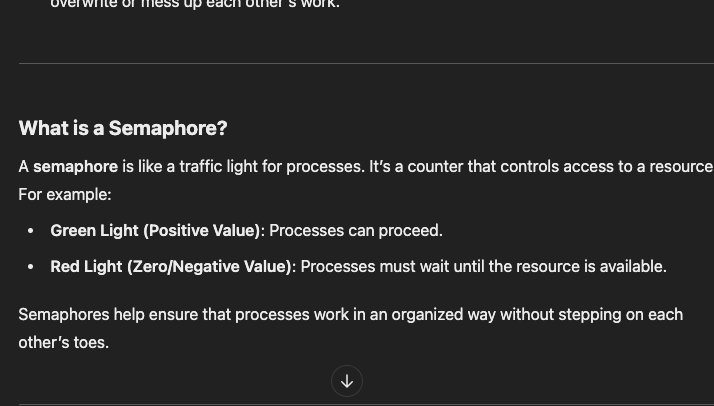 overwrite or mess up each other's work.
What is a Semaphore?
A semaphore is like a traffic light for processes. It's a counter that controls access to a resource
For example:
• Green Light (Positive Value): Processes can proceed.
• Red Light (Zero/Negative Value): Processes must wait until the resource is available.
Semaphores help ensure that processes work in an organized way without stepping on each
other's toes.